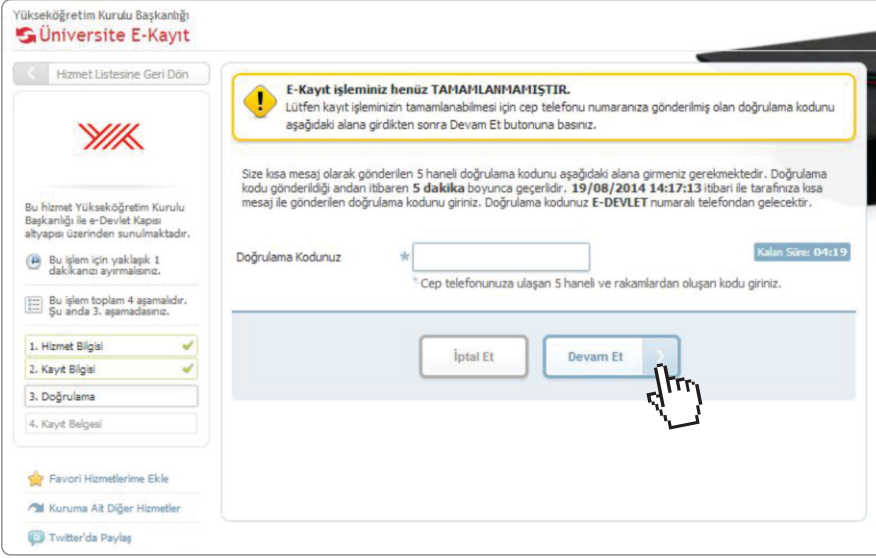 Yükseköğretim Kurulu Başkanlığı
Üniversite E-Kayıt
Hizmet Listesine Geri Dön
Bu hizmet Yükseköğretim Kurulu
Başkanlığı ile e-Devlet Kapısı
altyapısı üzerinden sunulmaktadır.
Bu işlem için yaklaşık 1
dakikanızı ayırmalısınız.
Bu işlem toplam 4 aşamalıdır.
Şu anda 3. aşamadasınız.
1. Hizmet Bilgisi
2. Kayıt Bilgisi
3. Doğrulama
4. Kayıt Belgesi
Favori Hizmetlerime Ekle
Kuruma Ait Diğer Hizmetler
Twitter'da Paylaş
E-Kayıt işleminiz henüz TAMAMLANMAMIŞTIR.
Lütfen kayıt işleminizin tamamlanabilmesi için cep telefonu numaranıza gönderilmiş olan doğrulama kodunu
aşağıdaki alana girdikten sonra Devam Et butonuna basınız.
Size kısa mesaj olarak gönderilen 5 haneli doğrulama kodunu aşağıdaki alana girmeniz gerekmektedir. Doğrulama
kodu gönderildiği andan itibaren 5 dakika boyunca geçerlidir. 19/08/2014 14:17:13 itibari ile tarafınıza kısa
mesaj ile gönderilen doğrulama kodunu giriniz. Doğrulama kodunuz E-DEVLET numaralı telefondan gelecektir.
Doğrulama Kodunuz *
Kalan Süre: 04:19
* Cep telefonunuza ulaşan 5 haneli ve rakamlardan oluşan kodu giriniz.
İptal Et
Devam Et